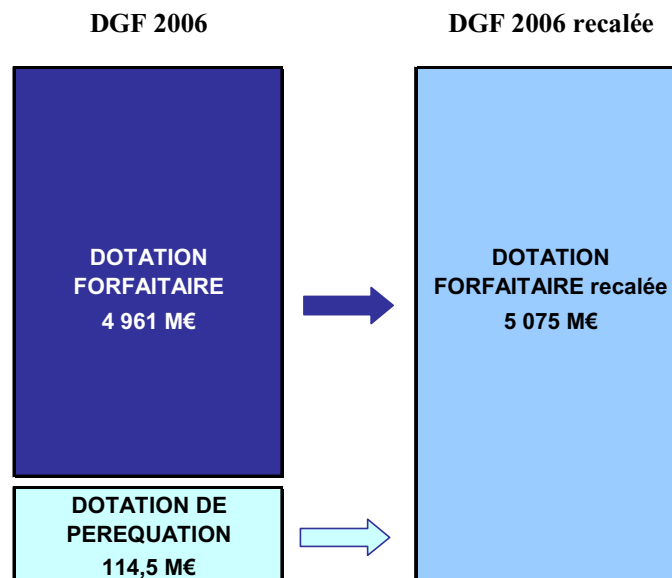 DGF 2006
DGF 2006 recalée
DOTATION
FORFAITAIRE
4 961 M€
DOTATION
FORFAITAIRE recalée
5 075 M€
DOTATION DE
PEREQUATION
114,5 M€